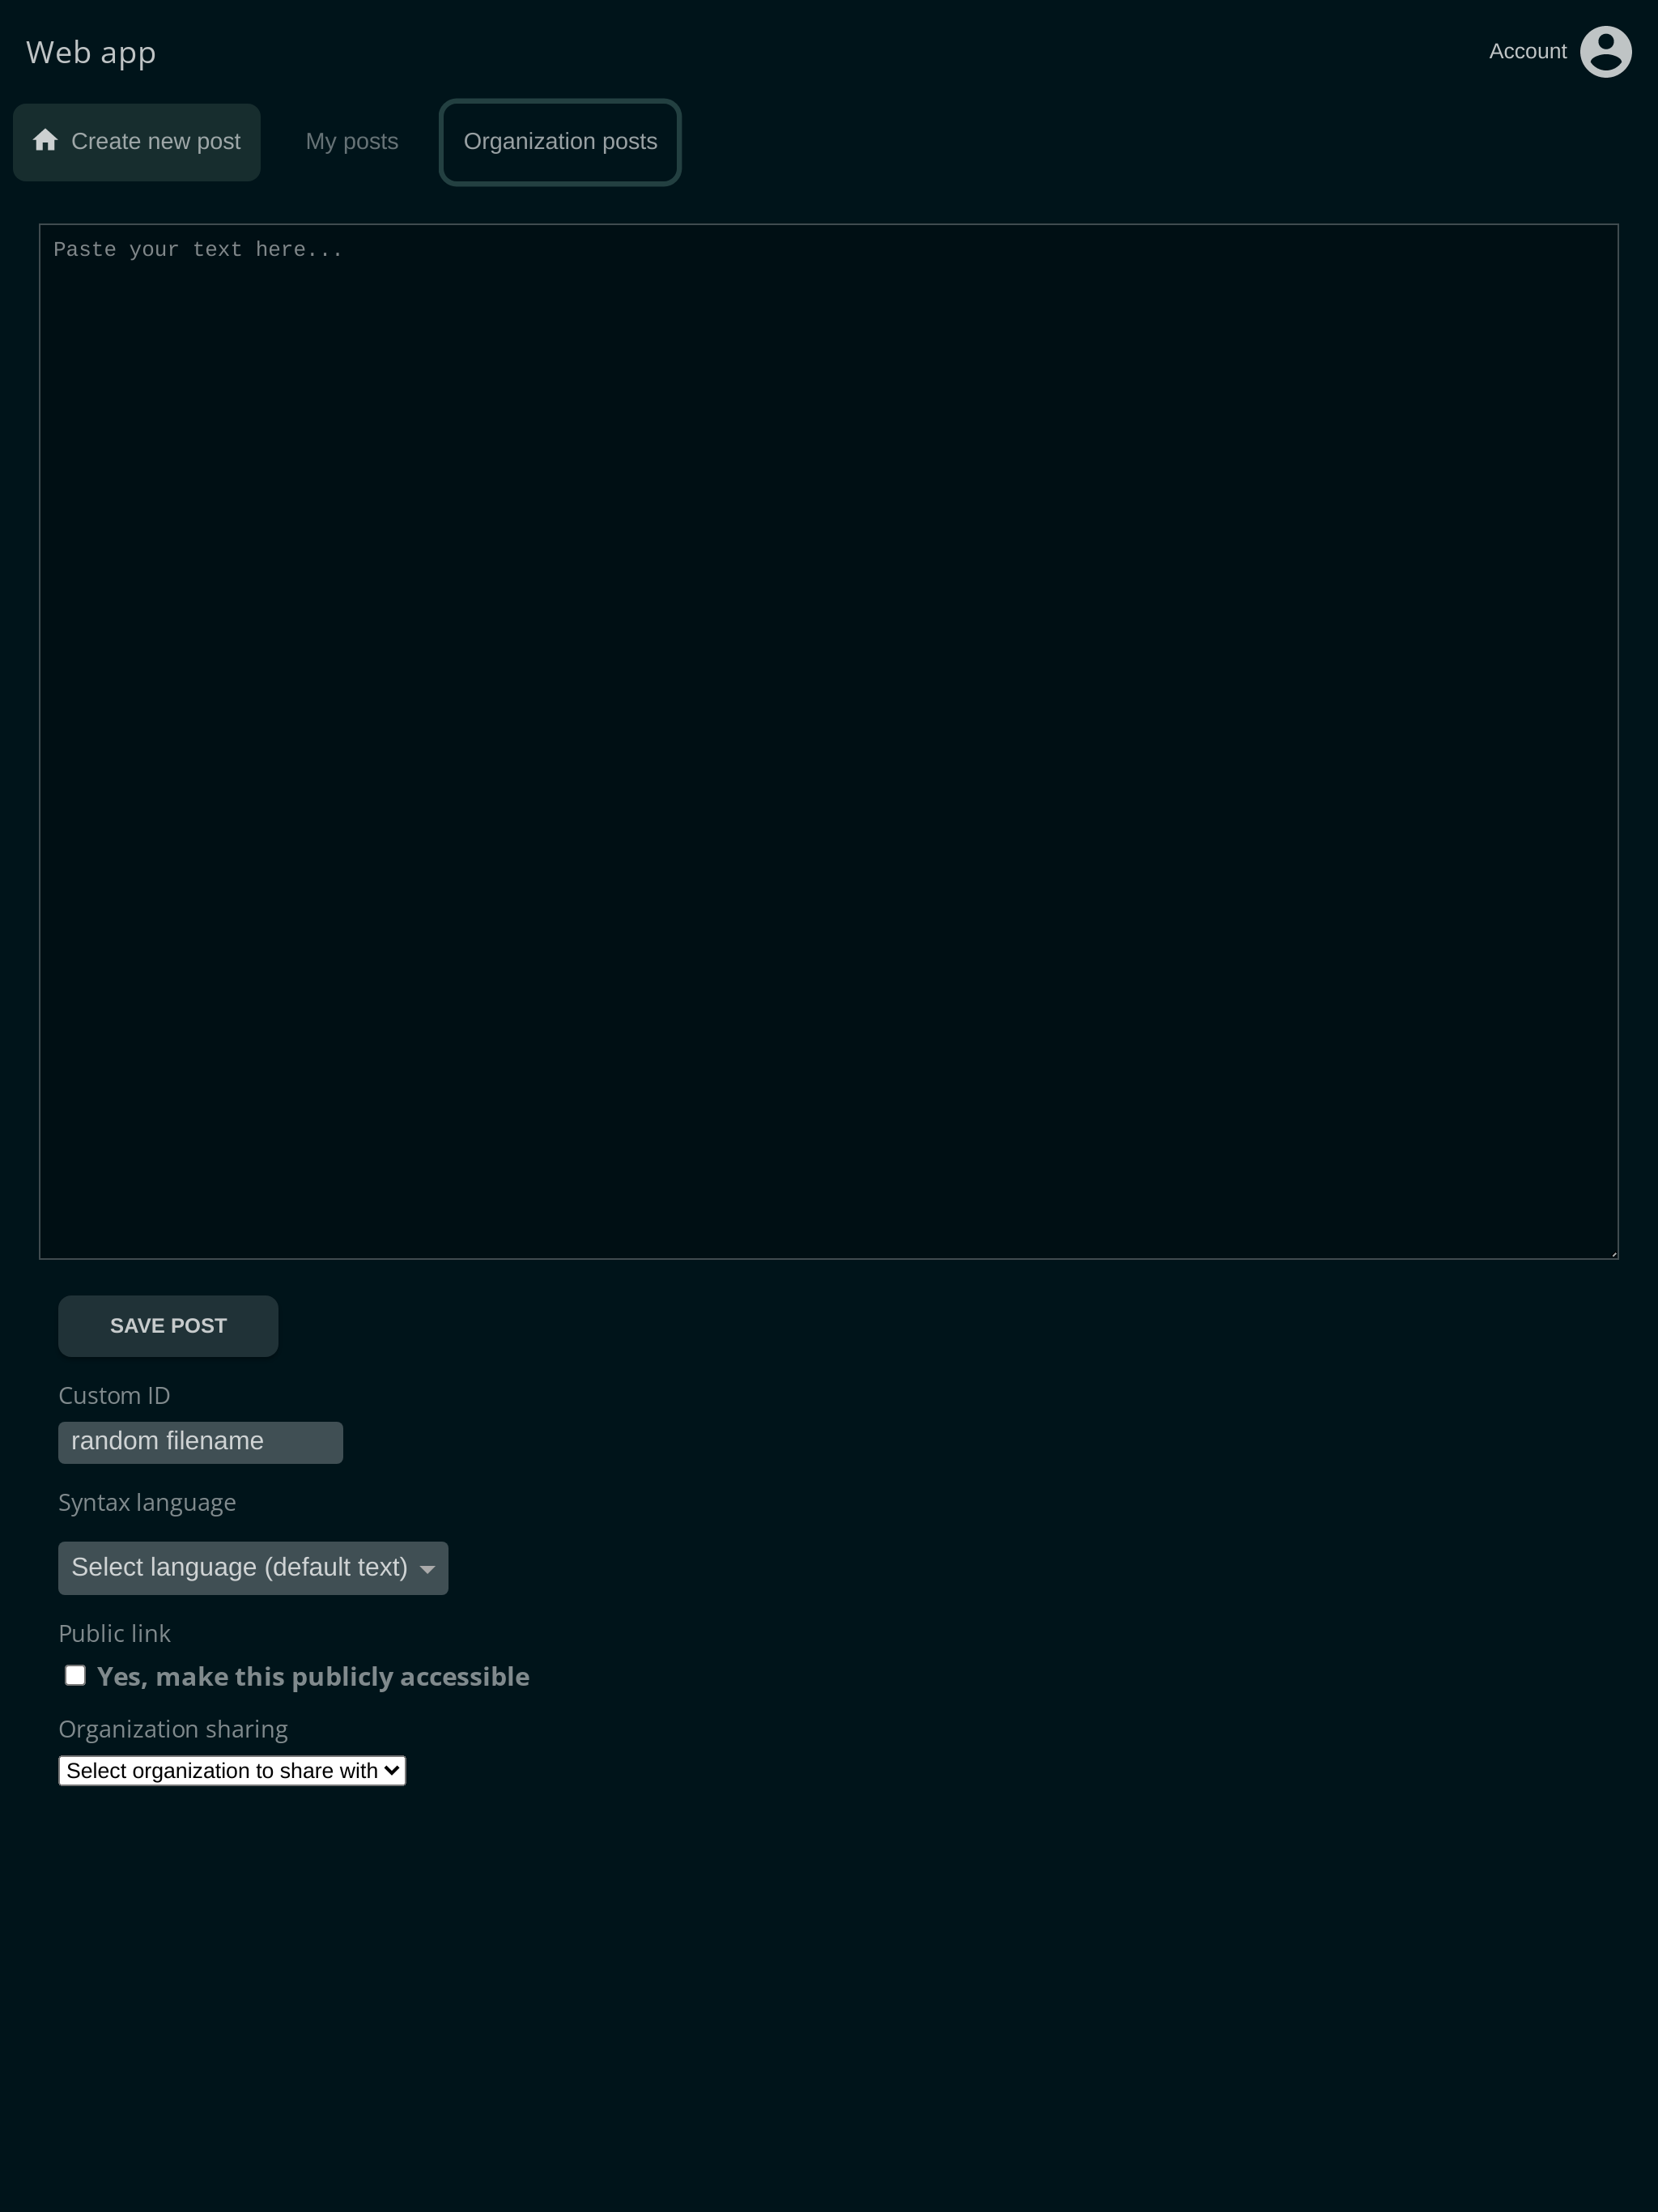 Web app
Account
Create new post
My posts
Organization posts
Paste your text here...
SAVE POST
Custom ID
random filename
Syntax language
Select language (default text)
Public link
Yes, make this publicly accessible
Organization sharing
Select organization to share with